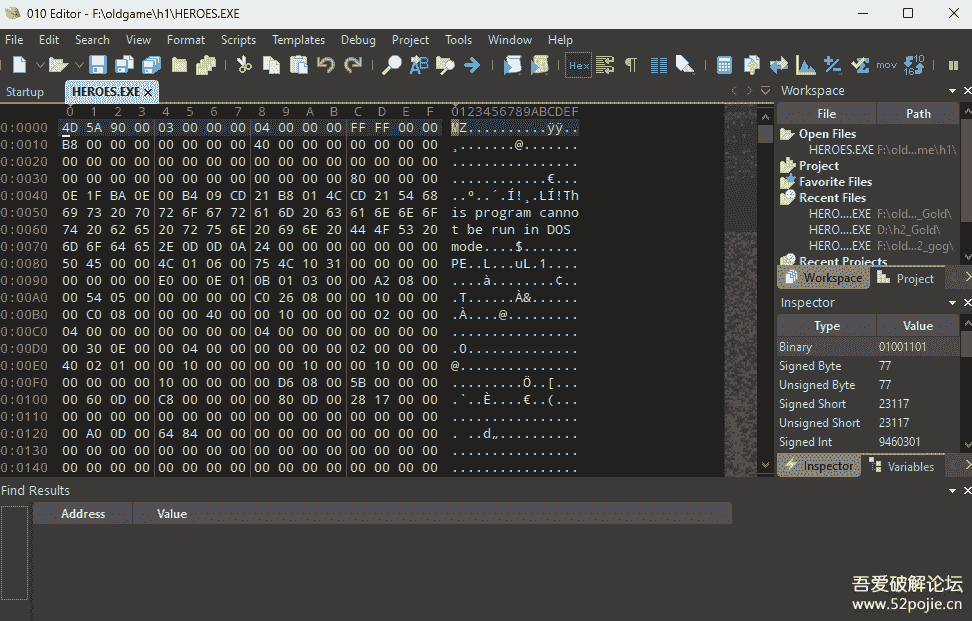 010 Editor - F:\oldgame\h1\HEROES.EXE
File Edit Search View Format Scripts Templates Debug Project Tools Window Help
Startup HEROES.EXE
0 1 2 3 4 5 6 7 8 9 A B C D E F 0123456789ABCDEF
0:0000 4D 5A 90 00 03 00 00 00 04 00 00 00 FF FF 00 00 MZ..........ÿÿ..
0:0010 B8 00 00 00 00 00 00 00 40 00 00 00 00 00 00 00 ¸.......@.......
0:0020 00 00 00 00 00 00 00 00 00 00 00 00 00 00 00 00 ................
0:0030 00 00 00 00 00 00 00 00 00 00 00 00 80 00 00 00 ............€...
0:0040 0E 1F BA 0E 00 B4 09 CD 21 B8 01 4C CD 21 54 68 ..º..´.Í!¸.LÍ!Th
0:0050 69 73 20 70 72 6F 67 72 61 6D 20 63 61 6E 6E 6F is program canno
0:0060 74 20 62 65 20 72 75 6E 20 69 6E 20 44 4F 53 20 t be run in DOS
0:0070 6D 6F 64 65 2E 0D 0D 0A 24 00 00 00 00 00 00 00 mode....$.......
0:0080 50 45 00 00 4C 01 06 00 75 4C 10 31 00 00 00 00 PE..L...uL.1....
0:0090 00 00 00 00 E0 00 0E 01 0B 01 03 00 00 A2 08 00 ....à........¢..
0:00A0 00 54 05 00 00 00 00 00 C0 26 08 00 00 10 00 00 .T......À&......
0:00B0 00 C0 08 00 00 00 40 00 00 10 00 00 00 02 00 00 .À....@.........
0:00C0 04 00 00 00 00 00 00 00 04 00 00 00 00 00 00 00 ................
0:00D0 00 30 0E 00 00 04 00 00 00 00 00 00 02 00 00 00 .0..............
0:00E0 40 02 01 00 00 10 00 00 00 00 10 00 00 10 00 00 @...............
0:00F0 00 00 00 00 10 00 00 00 00 D6 08 00 5B 00 00 00 .........Ö..[...
0:0100 00 60 0D 00 C8 00 00 00 00 80 0D 00 28 17 00 00 .`..È....€..(...
0:0110 00 00 00 00 00 00 00 00 00 00 00 00 00 00 00 00 ................
0:0120 00 A0 0D 00 64 84 00 00 00 00 00 00 00 00 00 00 . ..d„..........
0:0130 00 00 00 00 00 00 00 00 00 00 00 00 00 00 00 00 ................
0:0140 00 00 00 00 00 00 00 00 00 00 00 00 00 00 00 00 ................
Workspace
File Path
Open Files
HEROES.EXE F:\old...me\h1\
Project
Favorite Files
Recent Files
HERO....EXE F:\old..._Gold\
HERO....EXE D:\h2_Gold\
HERO....EXE F:\old...2_gog\
Recent Projects
Workspace Project
Inspector
Type Value
Binary 01001101
Signed Byte 77
Unsigned Byte 77
Signed Short 23117
Unsigned Short 23117
Signed Int 9460301
Inspector Variables
Find Results
Address Value
吾爱破解论坛
www.52pojie.cn